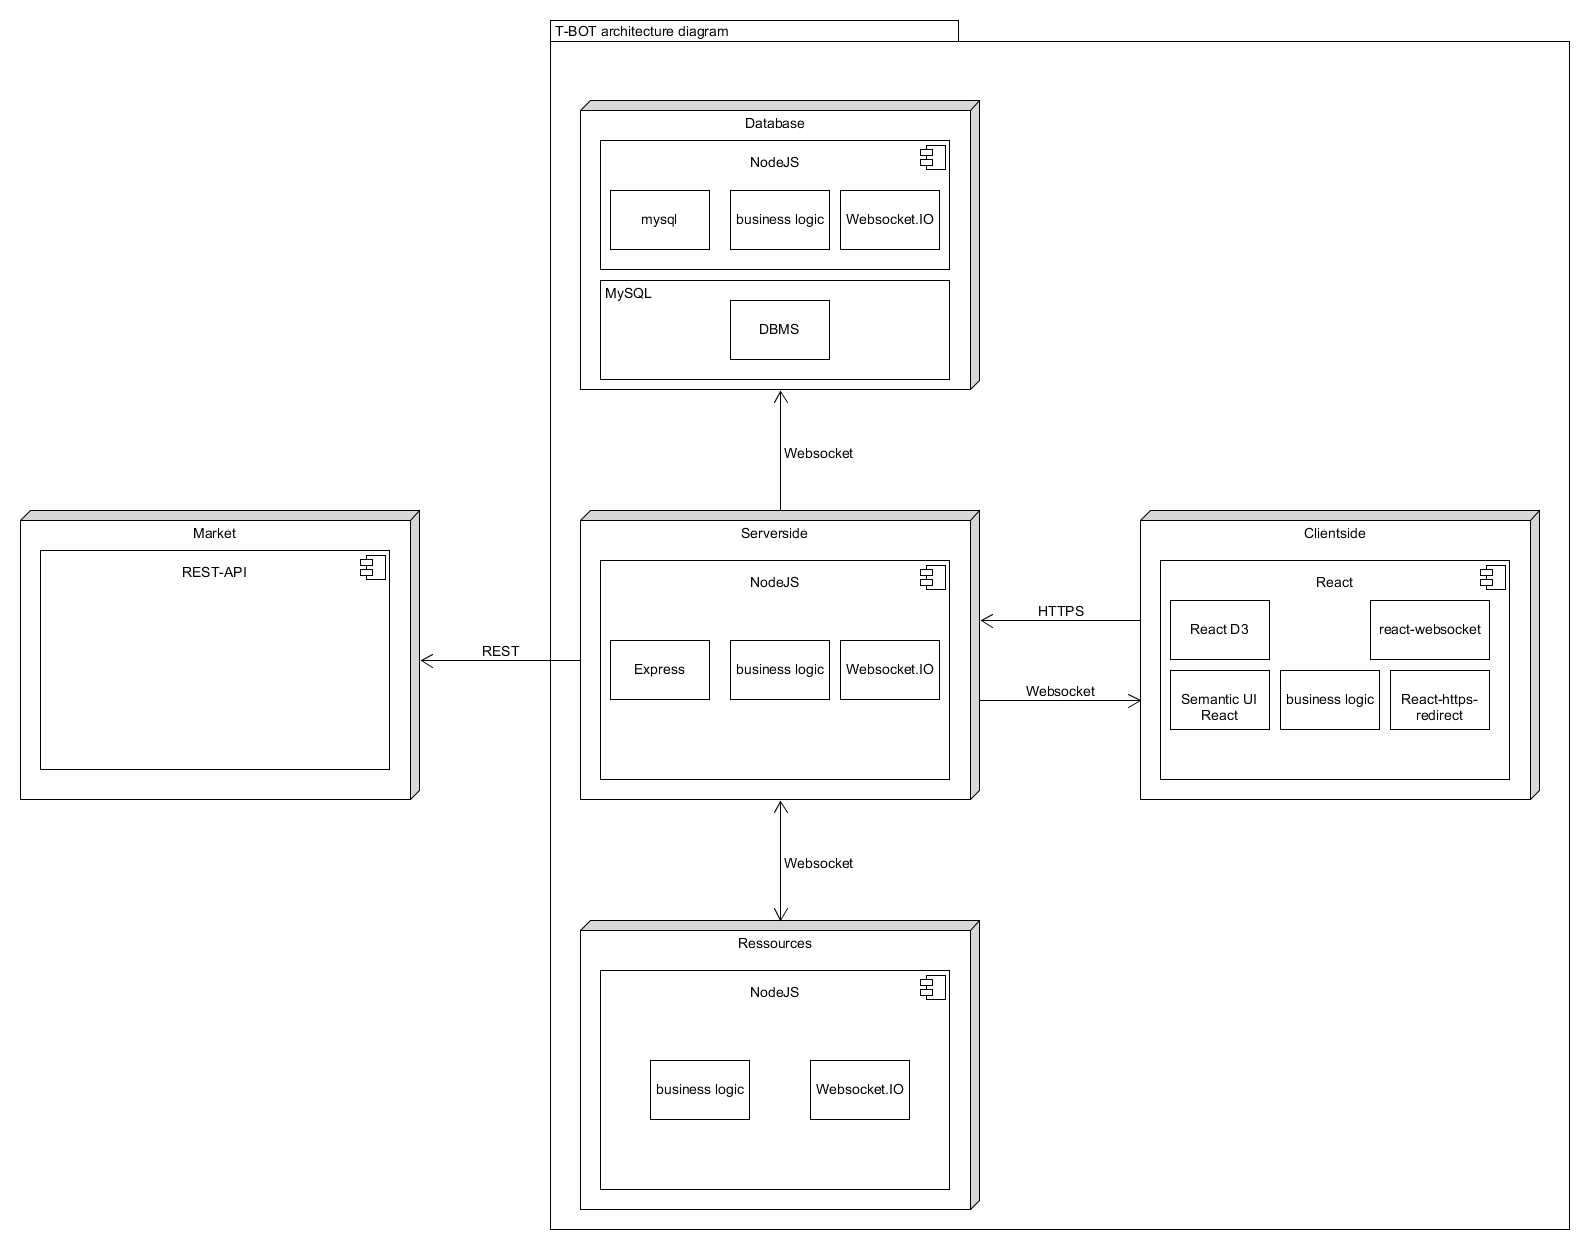 T-BOT architecture diagram
Database
NodeJS
mysql
business logic
Websocket.IO
MySQL
DBMS
Websocket
Market
REST-API
REST
Serverside
NodeJS
Express
business logic
Websocket.IO
HTTPS
Websocket
Clientside
React
React D3
react-websocket
Semantic UI
React
business logic
React-https-
redirect
Websocket
Ressources
NodeJS
business logic
Websocket.IO